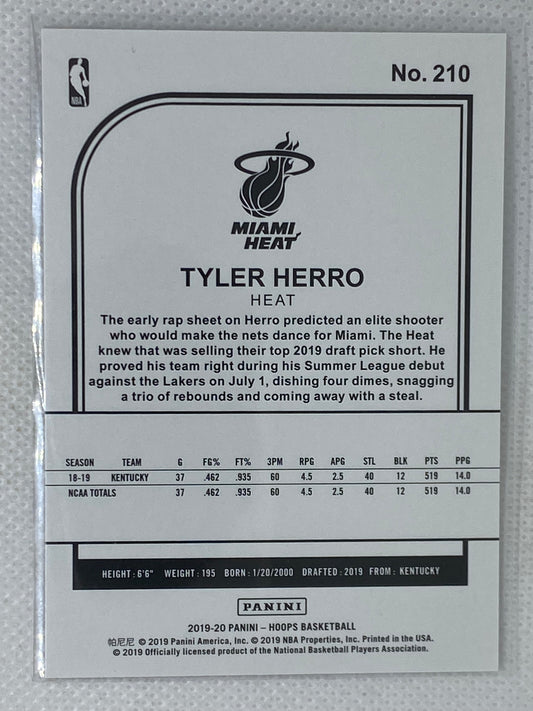 No. 210
NBA
MIAMI
HEAT
TYLER HERRO
HEAT
The early rap sheet on Herro predicted an elite shooter
who would make the nets dance for Miami. The Heat
knew that was selling their top 2019 draft pick short. He
proved his team right during his Summer League debut
against the Lakers on July 1, dishing four dimes, snagging
a trio of rebounds and coming away with a steal.
SEASON TEAM G FG% FT% 3PM RPG APG STL BLK PTS PPG
18-19 KENTUCKY 37 .462 .935 60 4.5 2.5 40 12 519 14.0
NCAA TOTALS 37 .462 .935 60 4.5 2.5 40 12 519 14.0
HEIGHT: 6'6" WEIGHT: 195 BORN: 1/20/2000 DRAFTED: 2019 FROM: KENTUCKY
PANINI
2019-20 PANINI – HOOPS BASKETBALL
帕尼尼 © 2019 Panini America, Inc. © 2019 NBA Properties, Inc. Printed in the USA.
© 2019 Officially licensed product of the National Basketball Players Association.